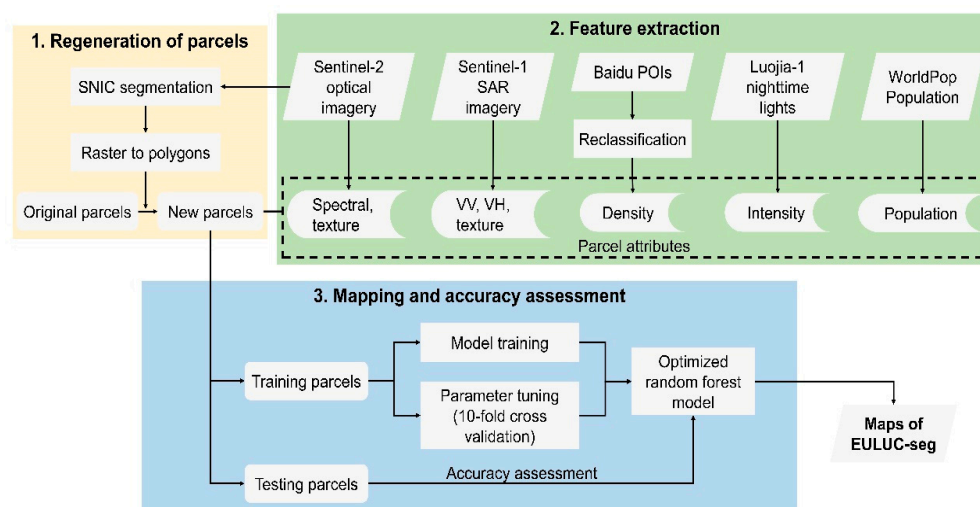 1. Regeneration of parcels
SNIC segmentation
Raster to polygons
Original parcels
New parcels
2. Feature extraction
Sentinel-2
optical
imagery
Sentinel-1
SAR
imagery
Baidu POIs
Luojia-1
nighttime
lights
WorldPop
Population
Reclassification
Spectral,
texture
VV, VH,
texture
Density
Intensity
Population
Parcel attributes
3. Mapping and accuracy assessment
Training parcels
Model training
Parameter tuning
(10-fold cross
validation)
Optimized
random forest
model
Testing parcels
Accuracy assessment
Maps of
EULUC-seg